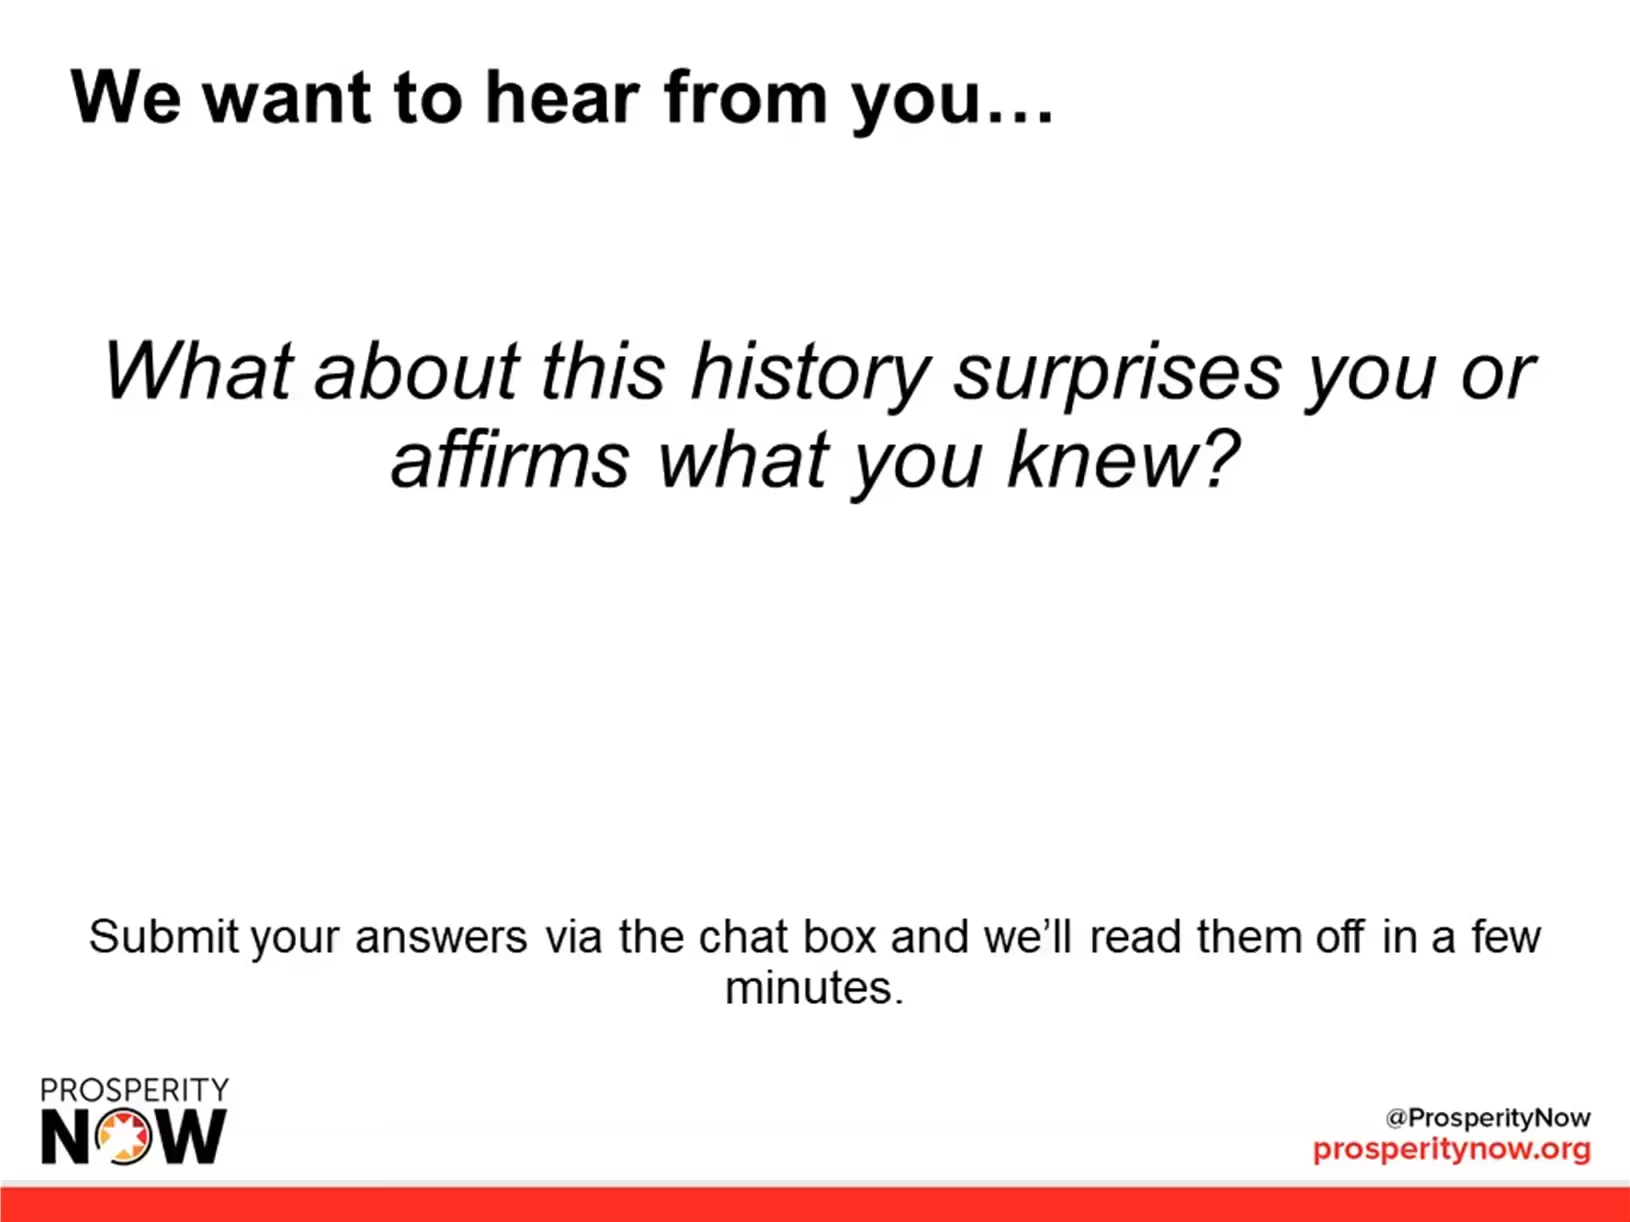 We want to hear from you…
What about this history surprises you or
affirms what you knew?
Submit your answers via the chat box and we’ll read them off in a few
minutes.
PROSPERITY
NOW
@ProsperityNow
prosperitynow.org